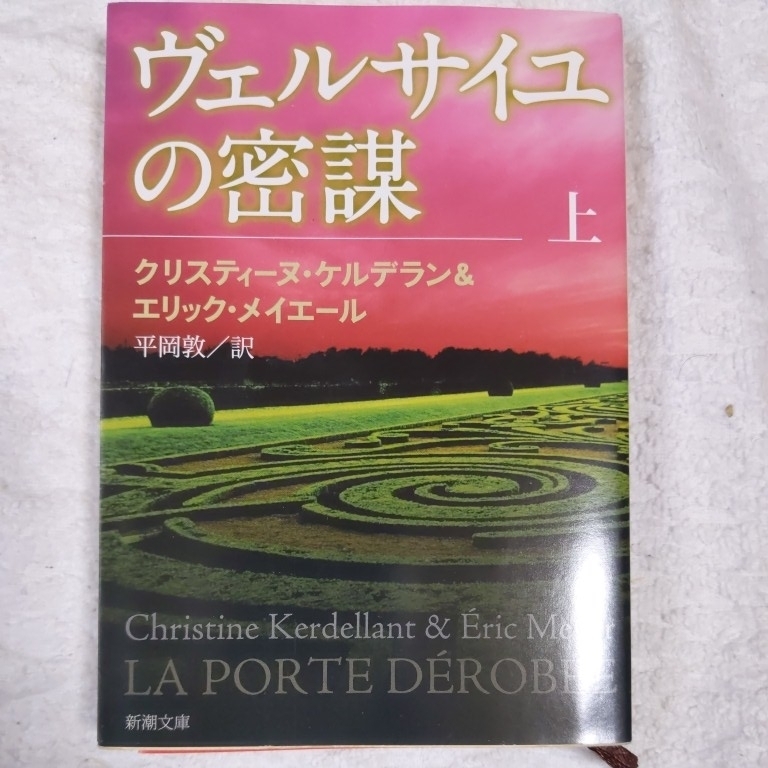 ヴェルサイユ
の密謀
上
クリスティーヌ・ケルデラン&
エリック・メイエール
平岡敦／訳
Christine Kerdellant & Éric Meyer
LA PORTE DÉROBÉE
新潮文庫